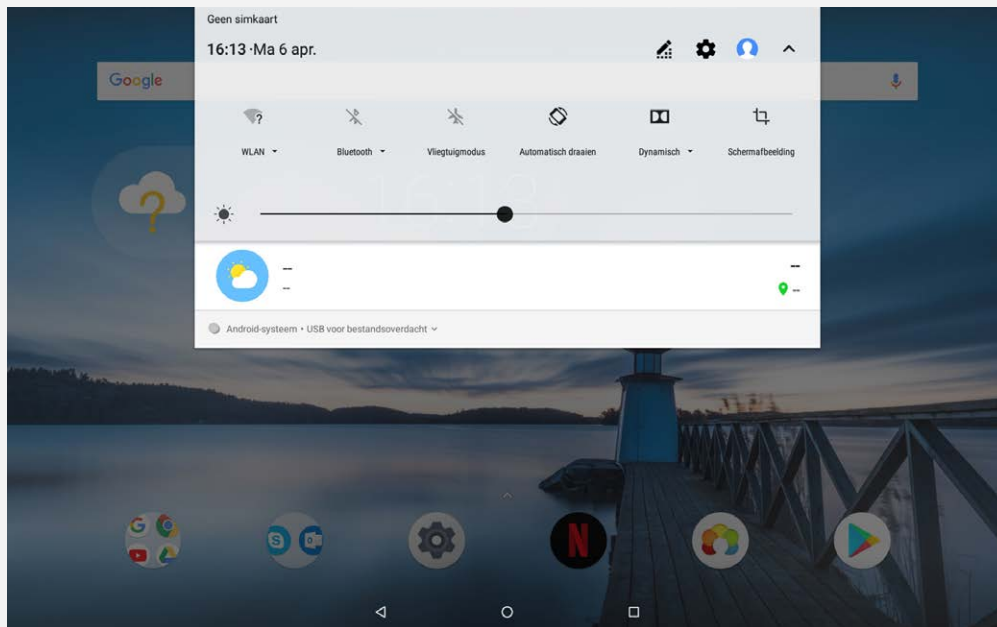 Geen simkaart
16:13 · Ma 6 apr.
Google
WLAN
Bluetooth
Vliegtuigmodus
Automatisch draaien
Dynamisch
Schermafbeelding
--
--
--
--
Android-systeem • USB voor bestandsoverdacht